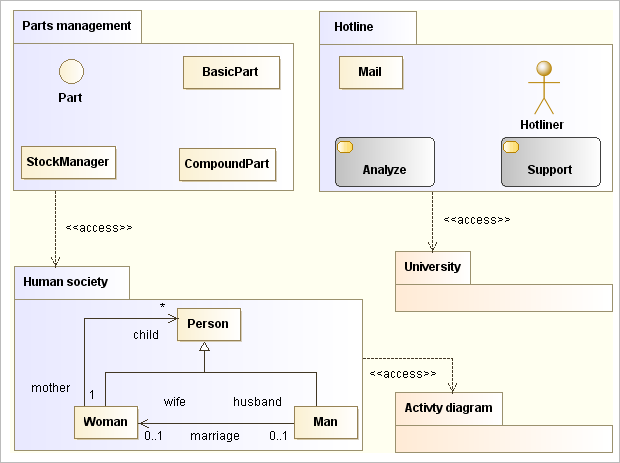 Parts management
Hotline
Part
BasicPart
Mail
Hotliner
StockManager
CompoundPart
Analyze
Support
<<access>>
<<access>>
Human society
University
Person
*
child
mother
1
wife
husband
<<access>>
Woman
Man
0..1
marriage
0..1
Activty diagram